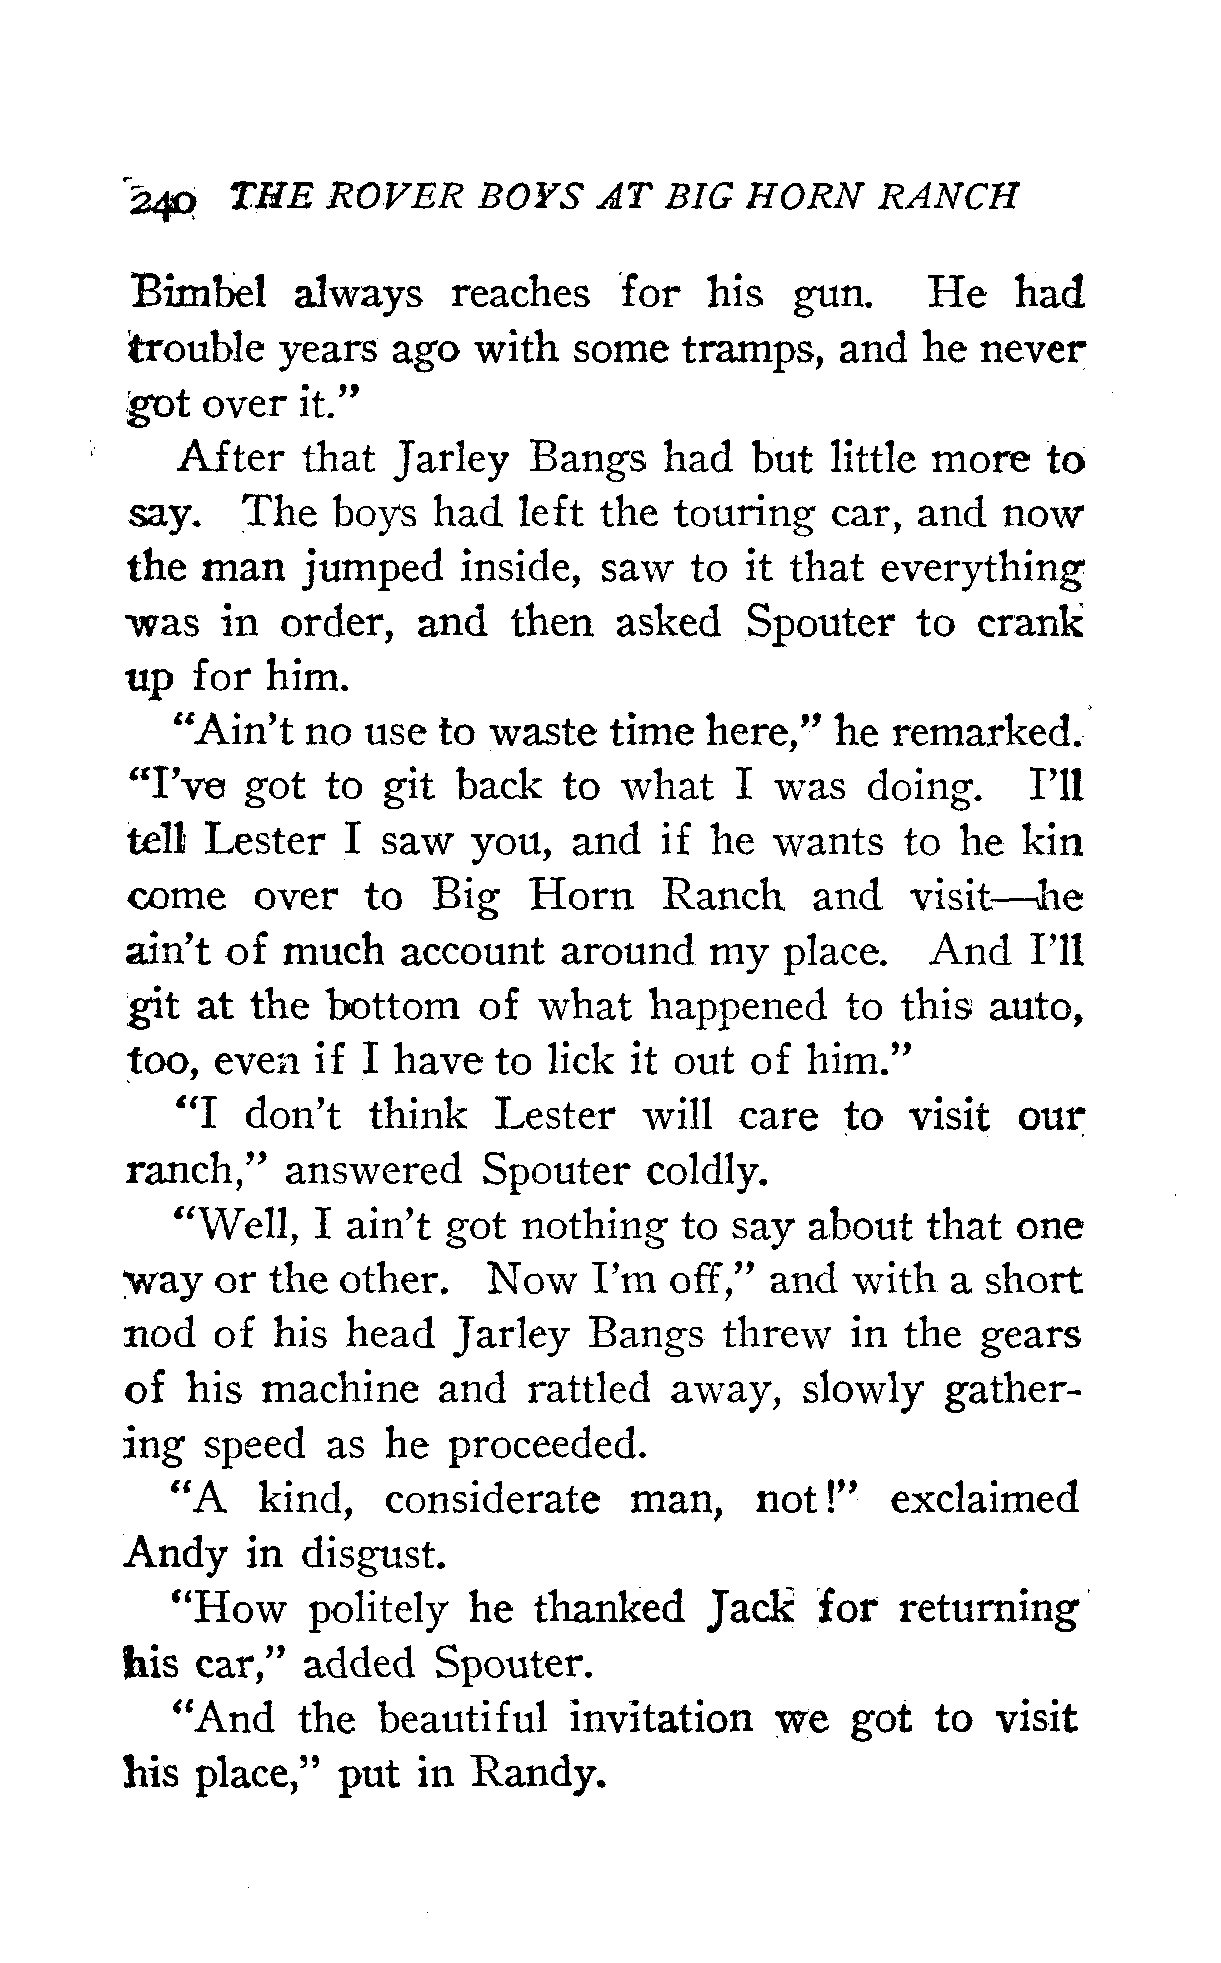 240 THE ROVER BOYS AT BIG HORN RANCH
Bimbel always reaches for his gun. He had
trouble years ago with some tramps, and he never
got over it."
After that Jarley Bangs had but little more to
say. The boys had left the touring car, and now
the man jumped inside, saw to it that everything
was in order, and then asked Spouter to crank
up for him.
"Ain't no use to waste time here," he remarked.
"I've got to git back to what I was doing. I'll
tell Lester I saw you, and if he wants to he kin
come over to Big Horn Ranch and visit—he
ain't of much account around my place. And I'll
git at the bottom of what happened to this auto,
too, even if I have to lick it out of him."
"I don't think Lester will care to visit our
ranch," answered Spouter coldly.
"Well, I ain't got nothing to say about that one
way or the other. Now I'm off," and with a short
nod of his head Jarley Bangs threw in the gears
of his machine and rattled away, slowly gather-
ing speed as he proceeded.
"A kind, considerate man, not!" exclaimed
Andy in disgust.
"How politely he thanked Jack for returning
his car," added Spouter.
"And the beautiful invitation we got to visit
his place," put in Randy.